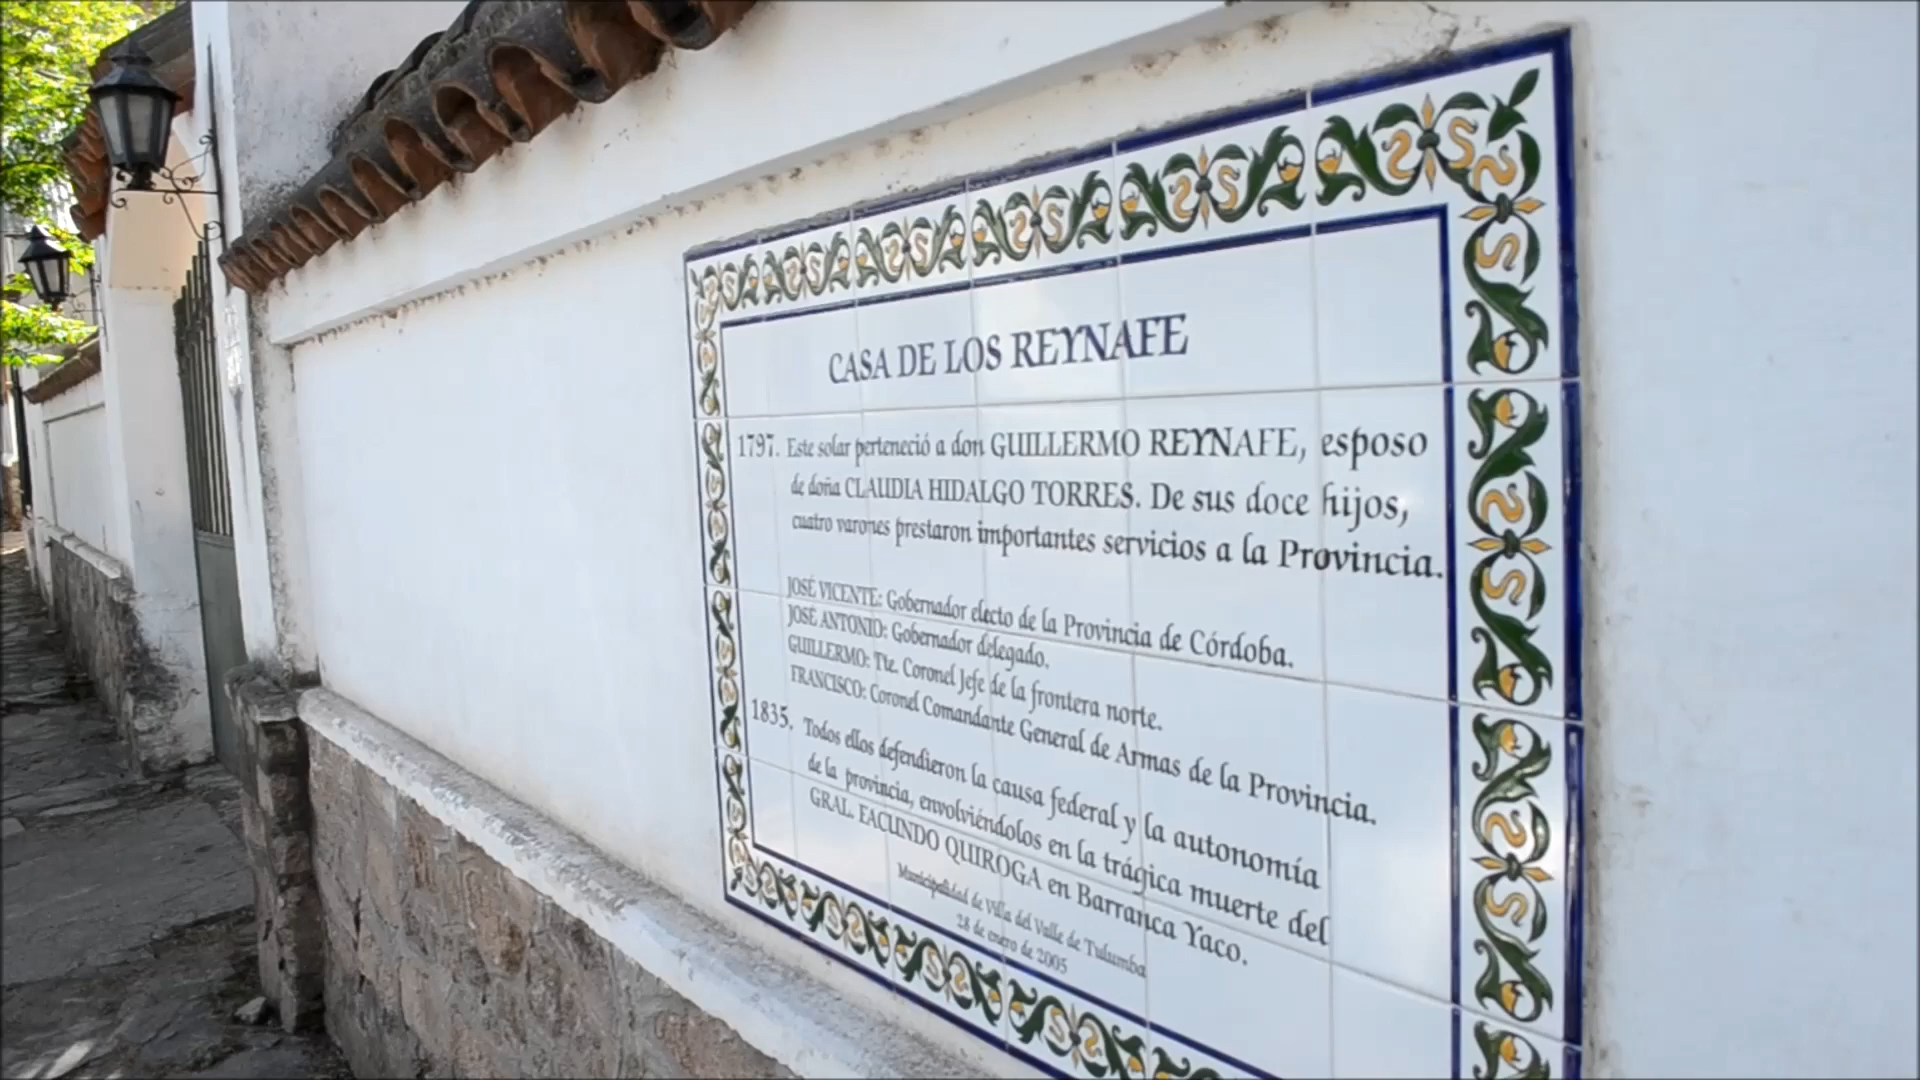 CASA DE LOS REYNAFE
1797. Este solar perteneció a don GUILLERMO REYNAFE, esposo
de doña CLAUDIA HIDALGO TORRES. De sus doce hijos,
cuatro varones prestaron importantes servicios a la Provincia.
JOSÉ VICENTE: Gobernador electo de la Provincia de Córdoba.
JOSÉ ANTONIO: Gobernador delegado.
GUILLERMO: Tte. Coronel Jefe de la frontera norte.
FRANCISCO: Coronel Comandante General de Armas de la Provincia.
1835. Todos ellos defendieron la causa federal y la autonomía
de la provincia, envolviéndolos en la trágica muerte del
GRAL. FACUNDO QUIROGA en Barranca Yaco.
Municipalidad de Villa del Valle de Tulumba
28 de enero de 2005